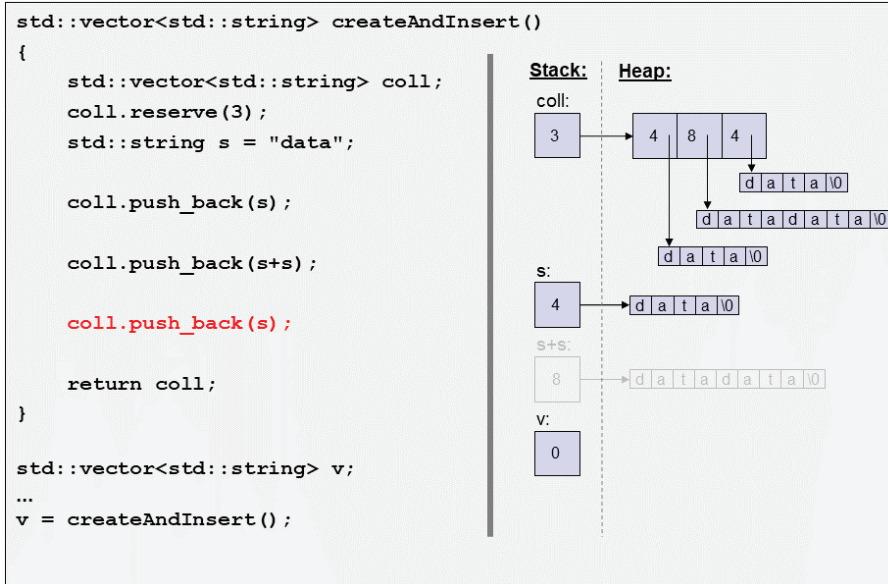 std::vector<std::string> createAndInsert()
{
std::vector<std::string> coll;
coll.reserve(3);
std::string s = "data";
coll.push_back(s);
coll.push_back(s+s);
coll.push_back(s);
return coll;
}
std::vector<std::string> v;
...
v = createAndInsert();
Stack: Heap:
coll:
3 4 8 4
d a t a \0
d a t a d a t a \0
d a t a \0
s:
4 d a t a \0
s+s:
8 d a t a d a t a \0
v:
0